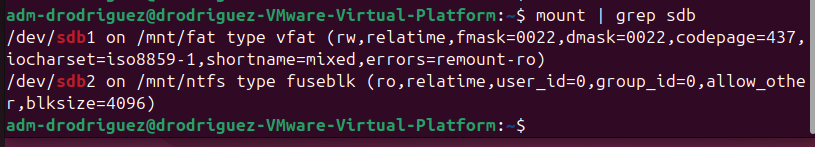 adm-drodriguez@drodriguez-VMware-Virtual-Platform:~$ mount | grep sdb
/dev/sdb1 on /mnt/fat type vfat (rw,relatime,fmask=0022,dmask=0022,codepage=437,
iocharset=iso8859-1,shortname=mixed,errors=remount-ro)
/dev/sdb2 on /mnt/ntfs type fuseblk (ro,relatime,user_id=0,group_id=0,allow_othe
r,blksize=4096)
adm-drodriguez@drodriguez-VMware-Virtual-Platform:~$